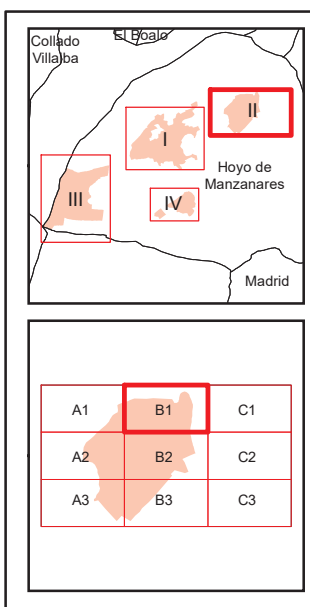 El Boalo
Collado
Villalba
II
I
Hoyo de
Manzanares
III
IV
Madrid
A1 B1 C1
A2 B2 C2
A3 B3 C3